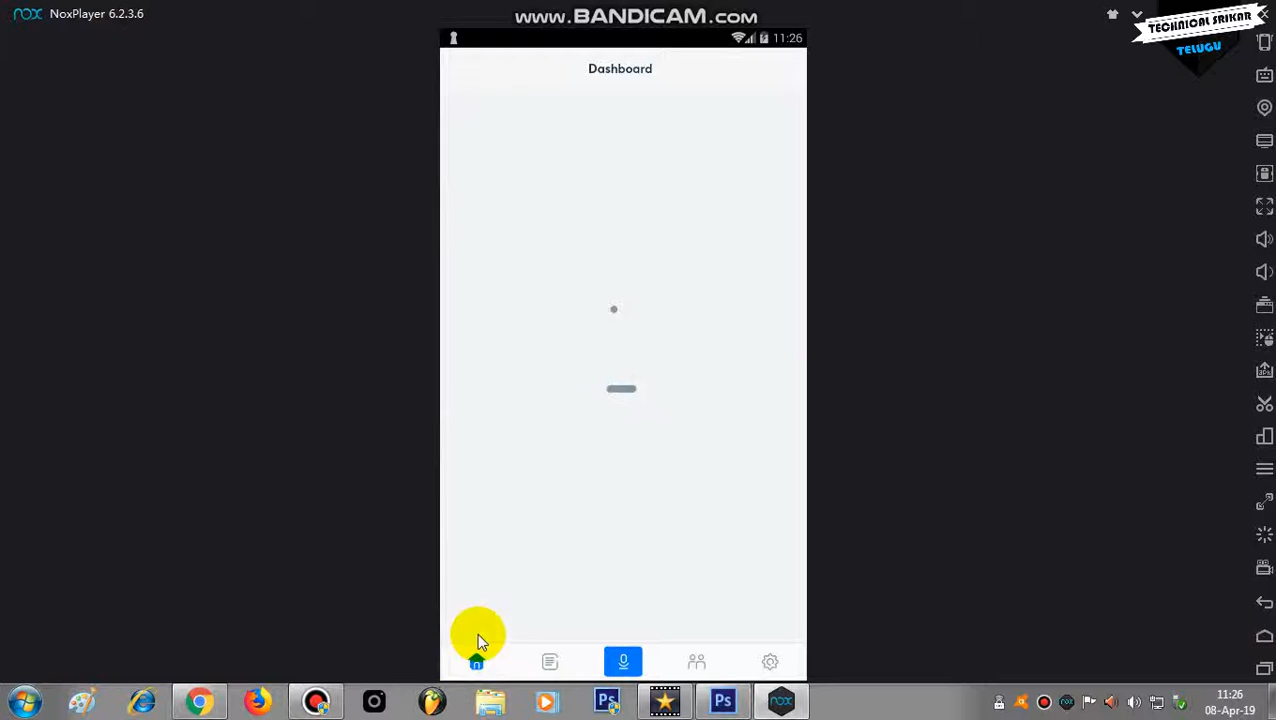 NoxPlayer 6.2.3.6
www.BANDICAM.com
TECHNICAL SRIKAR
TELUGU
11:26
Dashboard
11:26
08-Apr-19